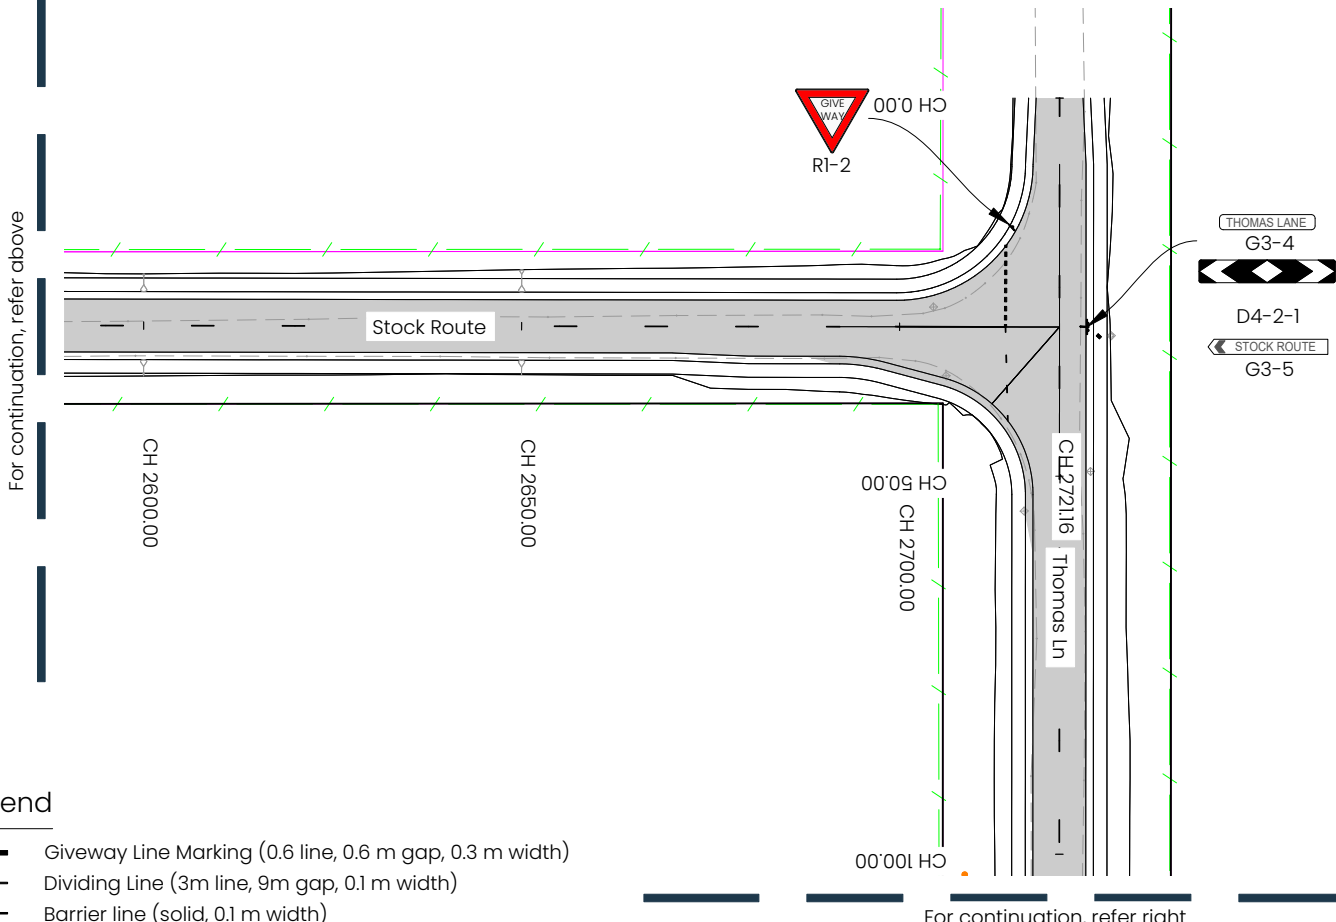 For continuation, refer above
GIVE
WAY
R1-2
CH 0.00
THOMAS LANE
G3-4
D4-2-1
STOCK ROUTE
G3-5
Stock Route
CH 2600.00
CH 2650.00
CH 50.00
CH 2700.00
CH 2721.16
Thomas Ln
CH 100.00
end
Giveway Line Marking (0.6 line, 0.6 m gap, 0.3 m width)
Dividing Line (3m line, 9m gap, 0.1 m width)
Barrier line (solid, 0.1 m width)
For continuation, refer right